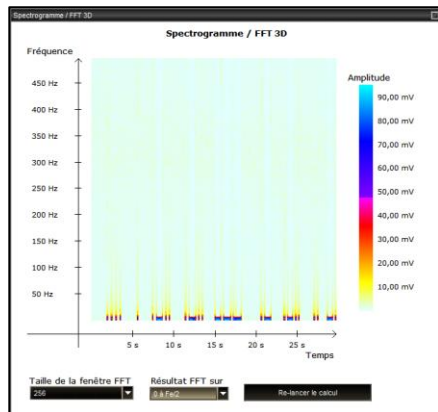 Spectrogramme / FFT 3D
Spectrogramme / FFT 3D
Fréquence
450 Hz
400 Hz
350 Hz
300 Hz
250 Hz
200 Hz
150 Hz
100 Hz
50 Hz
5 s
10 s
15 s
20 s
25 s
Temps
Amplitude
90,00 mV
80,00 mV
70,00 mV
60,00 mV
50,00 mV
40,00 mV
30,00 mV
20,00 mV
10,00 mV
Taille de la fenêtre FFT
256
Résultat FFT sur
0 à Fe/2
Re-lancer le calcul